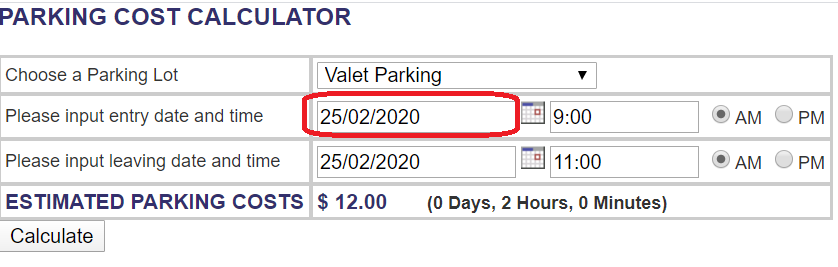 PARKING COST CALCULATOR
Choose a Parking Lot Valet Parking
Please input entry date and time 25/02/2020 9:00 AM PM
Please input leaving date and time 25/02/2020 11:00 AM PM
ESTIMATED PARKING COSTS $ 12.00 (0 Days, 2 Hours, 0 Minutes)
Calculate